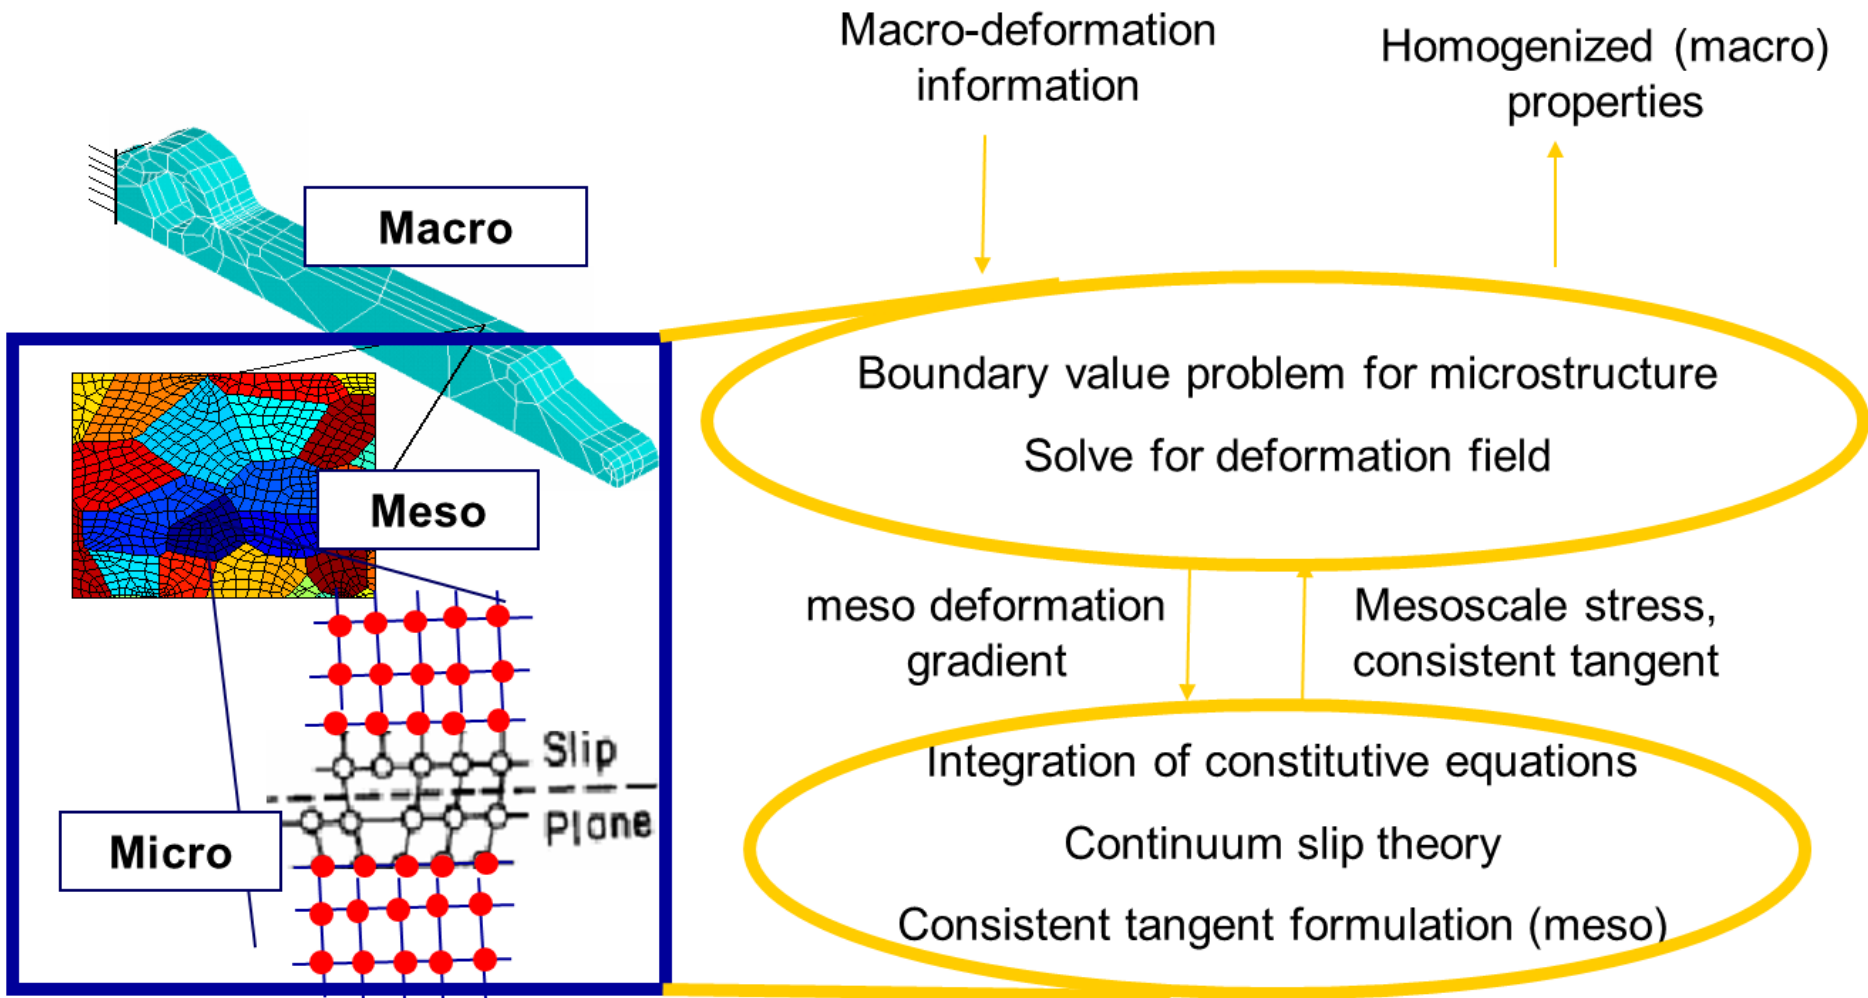 Macro-deformation
information
Homogenized (macro)
properties
Macro
Boundary value problem for microstructure
Solve for deformation field
Meso
meso deformation
gradient
Mesoscale stress,
consistent tangent
Slip
Plane
Micro
Integration of constitutive equations
Continuum slip theory
Consistent tangent formulation (meso)